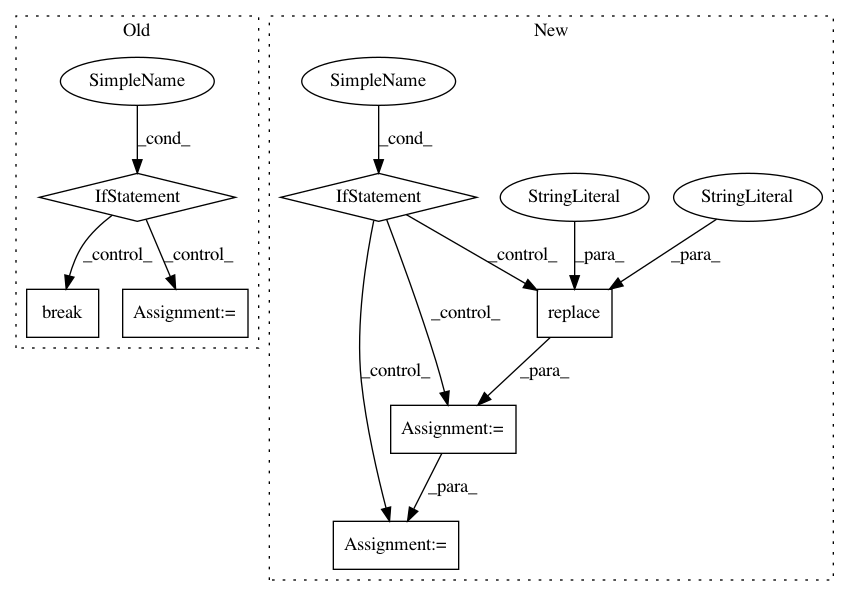 Old
New
SimpleName
SimpleName
_cond_
_cond_
IfStatement
IfStatement
StringLiteral
StringLiteral
_control_
_control_
_control_
_para_
_para_
break
Assignment:=
replace
_control_
_control_
_para_
Assignment:=
_para_
Assignment:=